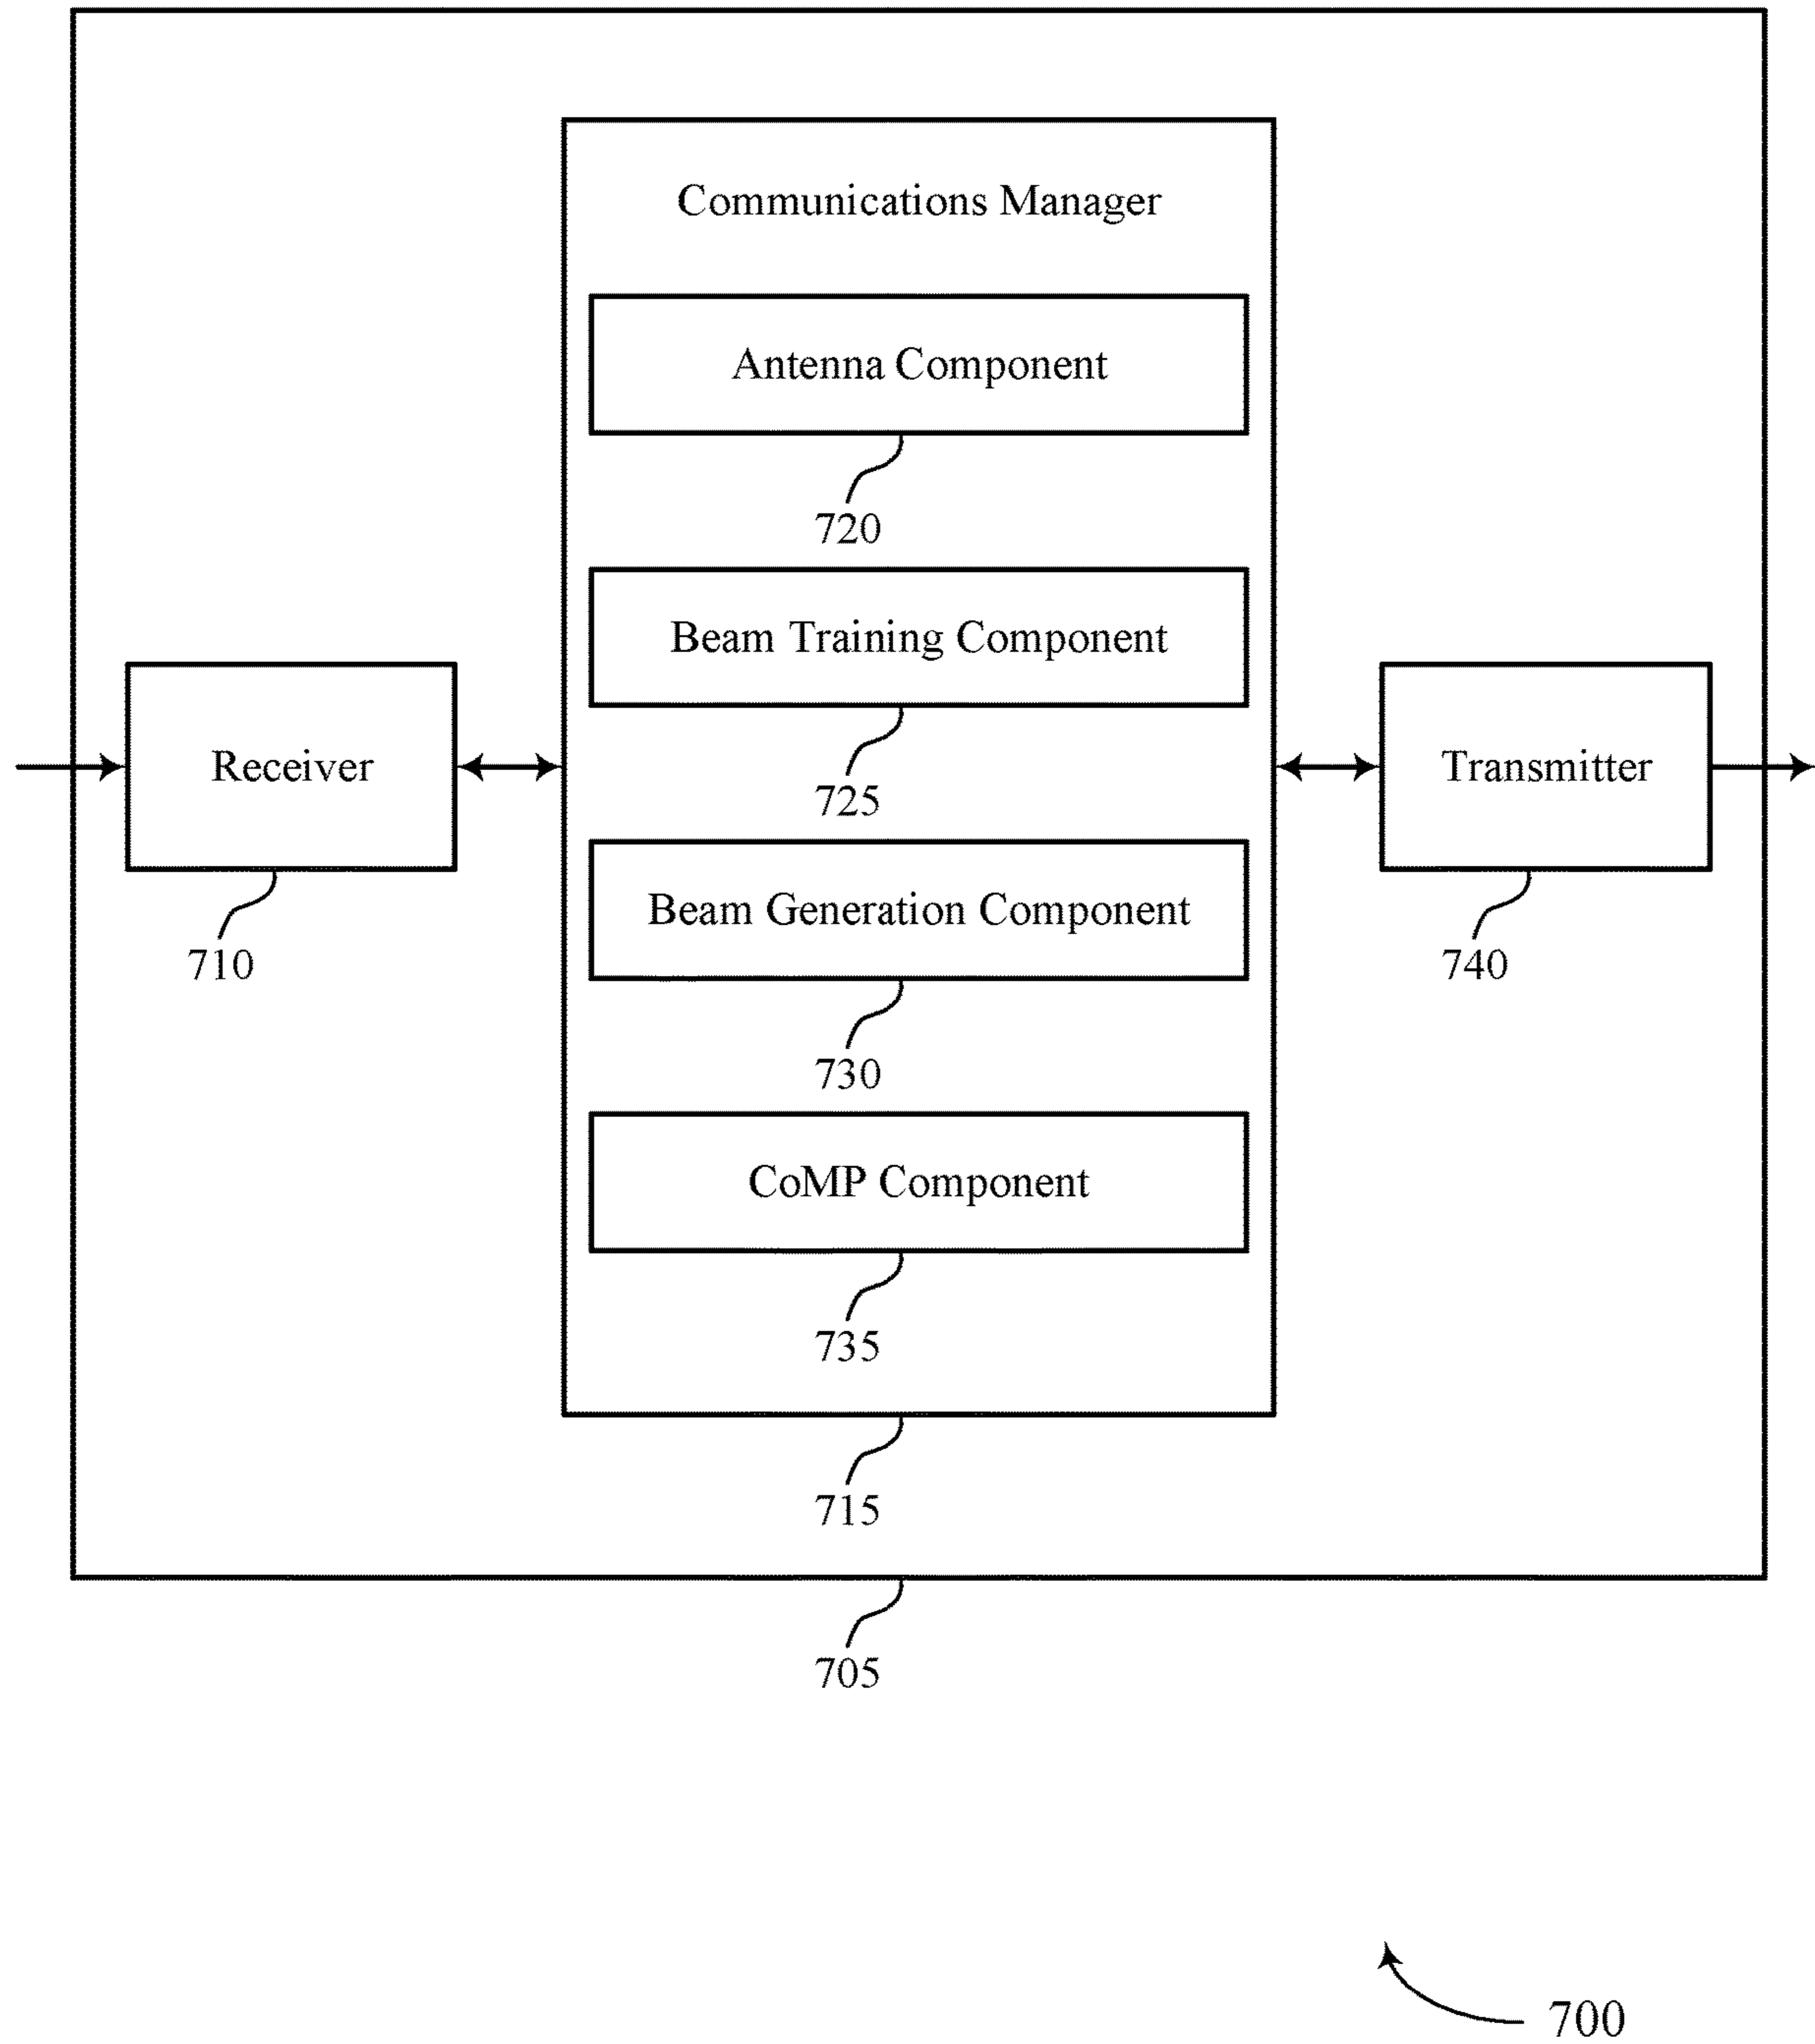 Communications Manager
Antenna Component
720
Beam Training Component
725
Receiver
710
Transmitter
740
Beam Generation Component
730
CoMP Component
735
715
705
700